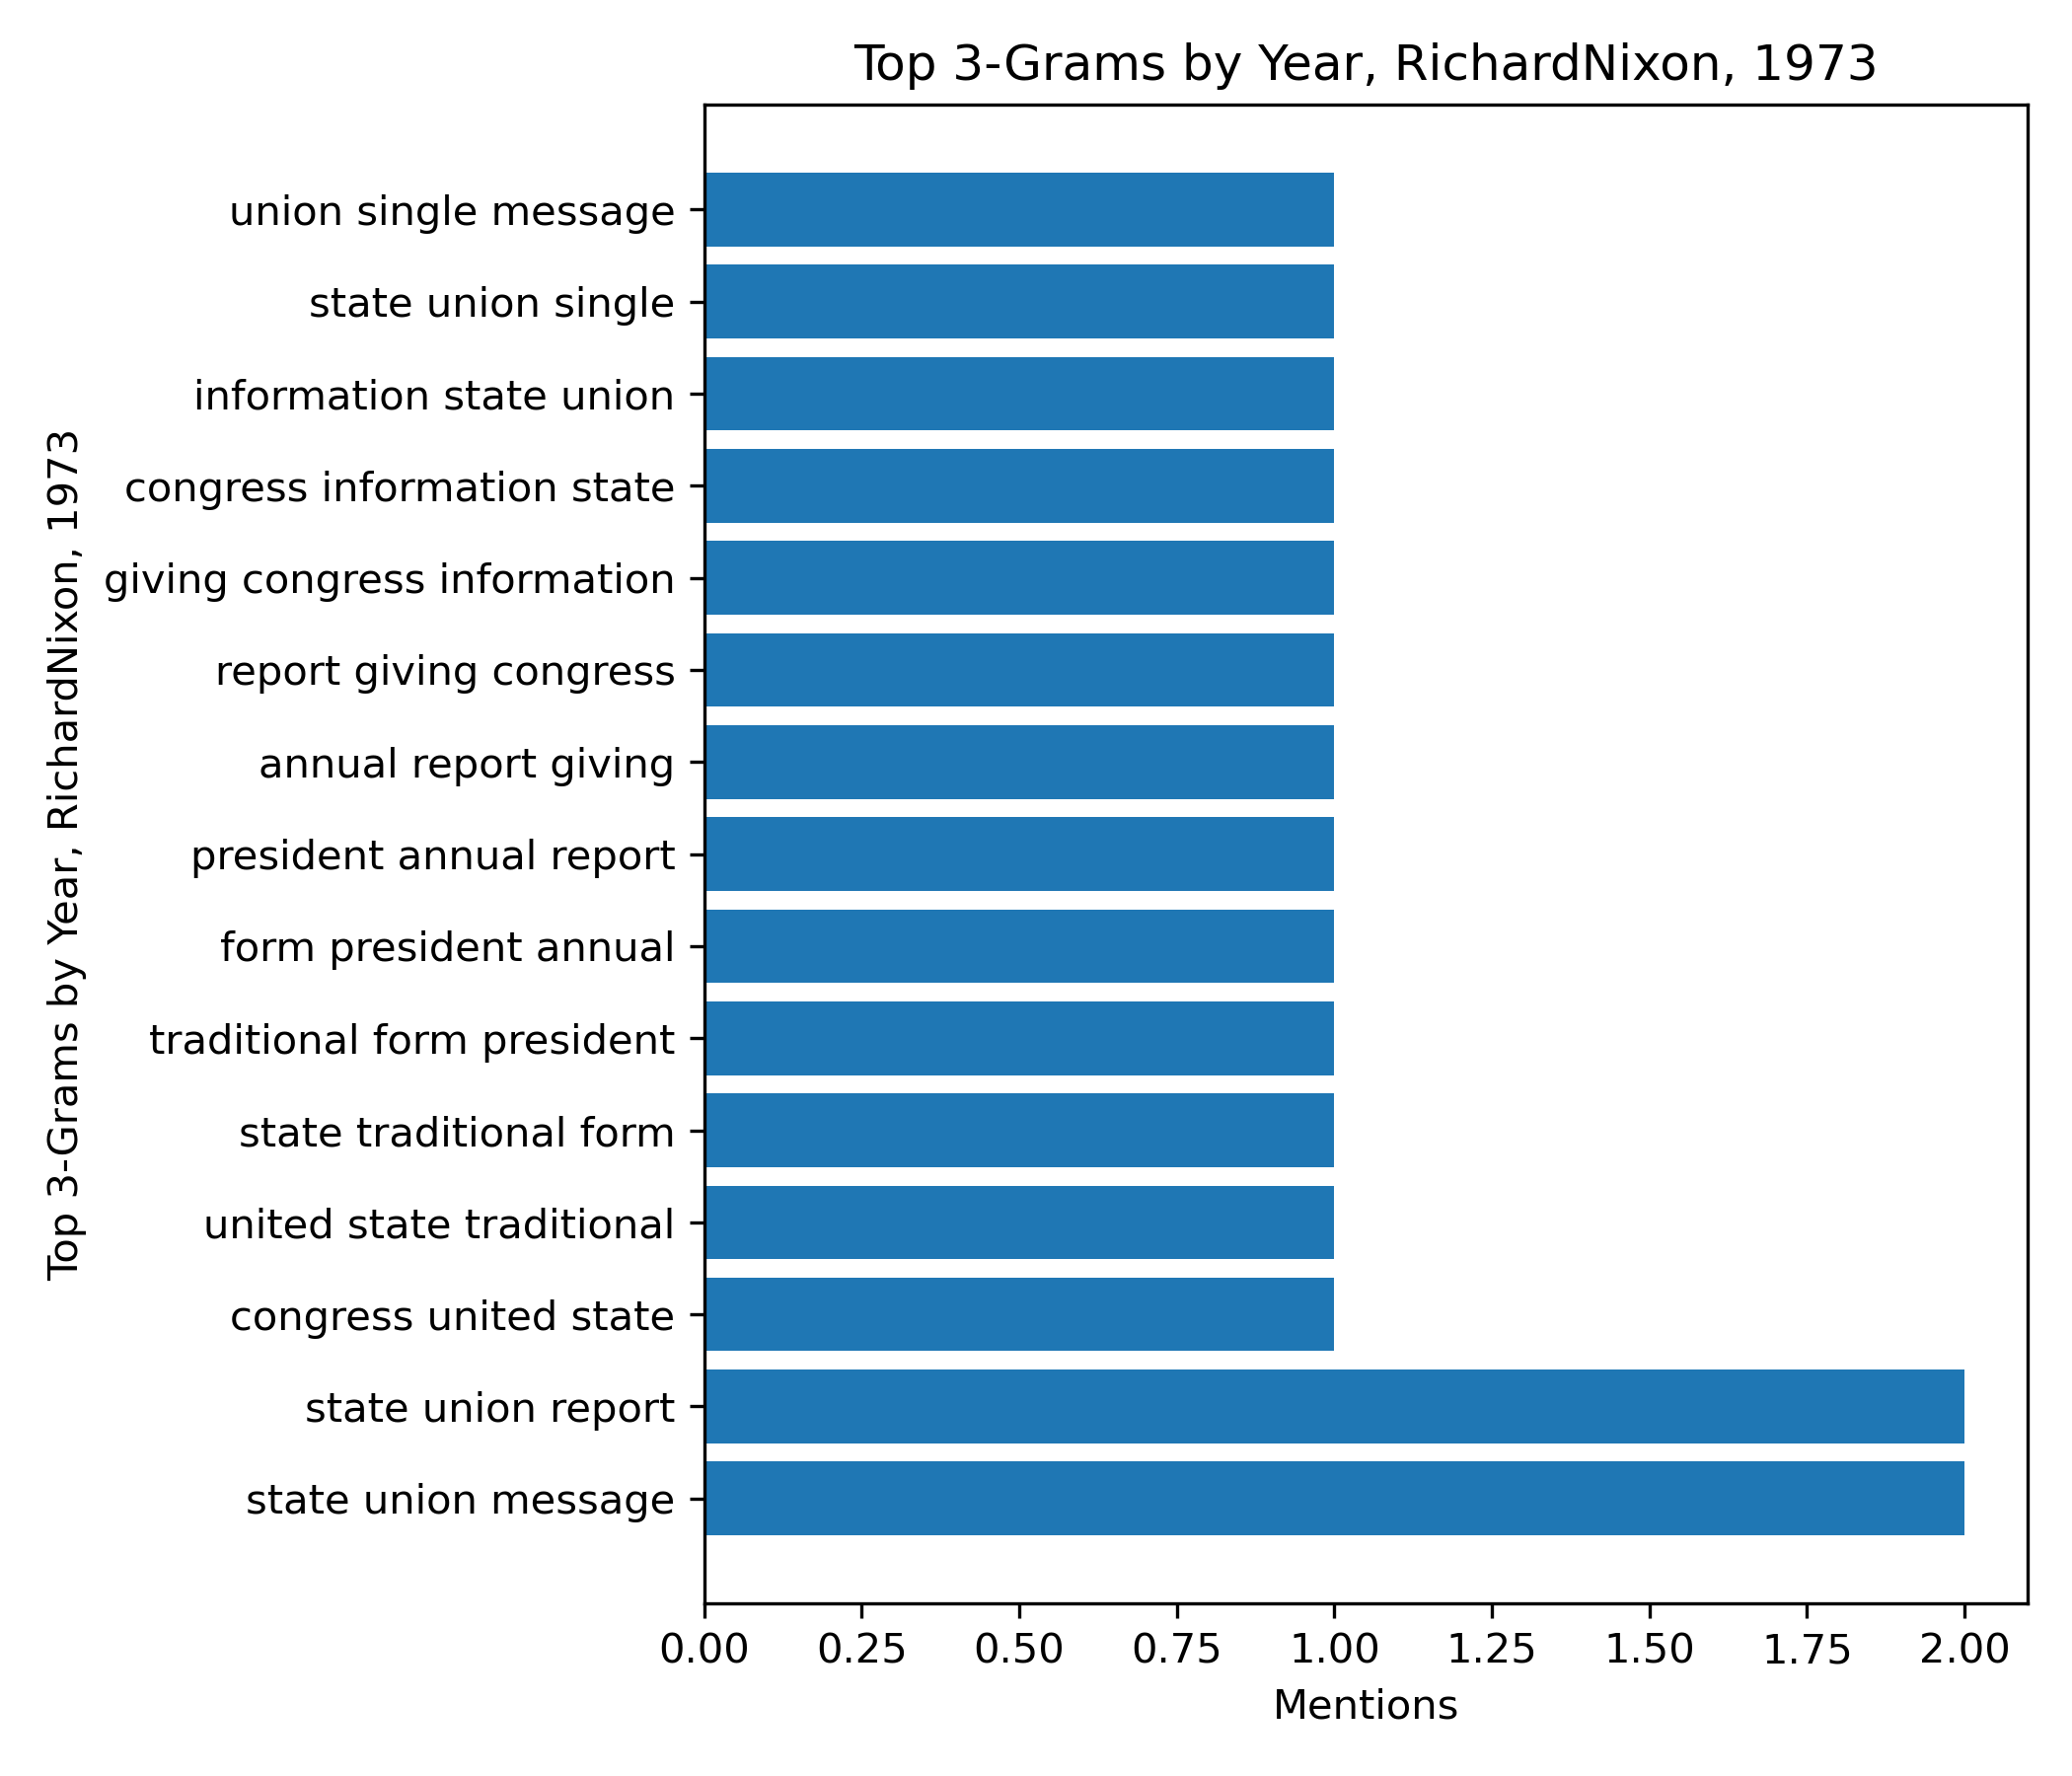 Top 3-Grams by Year, RichardNixon, 1973
Top 3-Grams by Year, RichardNixon, 1973
union single message
state union single
information state union
congress information state
giving congress information
report giving congress
annual report giving
president annual report
form president annual
traditional form president
state traditional form
united state traditional
congress united state
state union report
state union message
0.00 0.25 0.50 0.75 1.00 1.25 1.50 1.75 2.00
Mentions